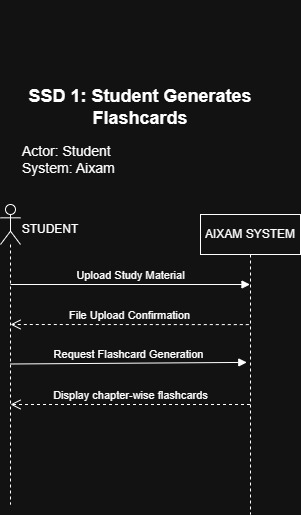 SSD 1: Student Generates
Flashcards
Actor: Student
System: Aixam
STUDENT
AIXAM SYSTEM
Upload Study Material
File Upload Confirmation
Request Flashcard Generation
Display chapter-wise flashcards